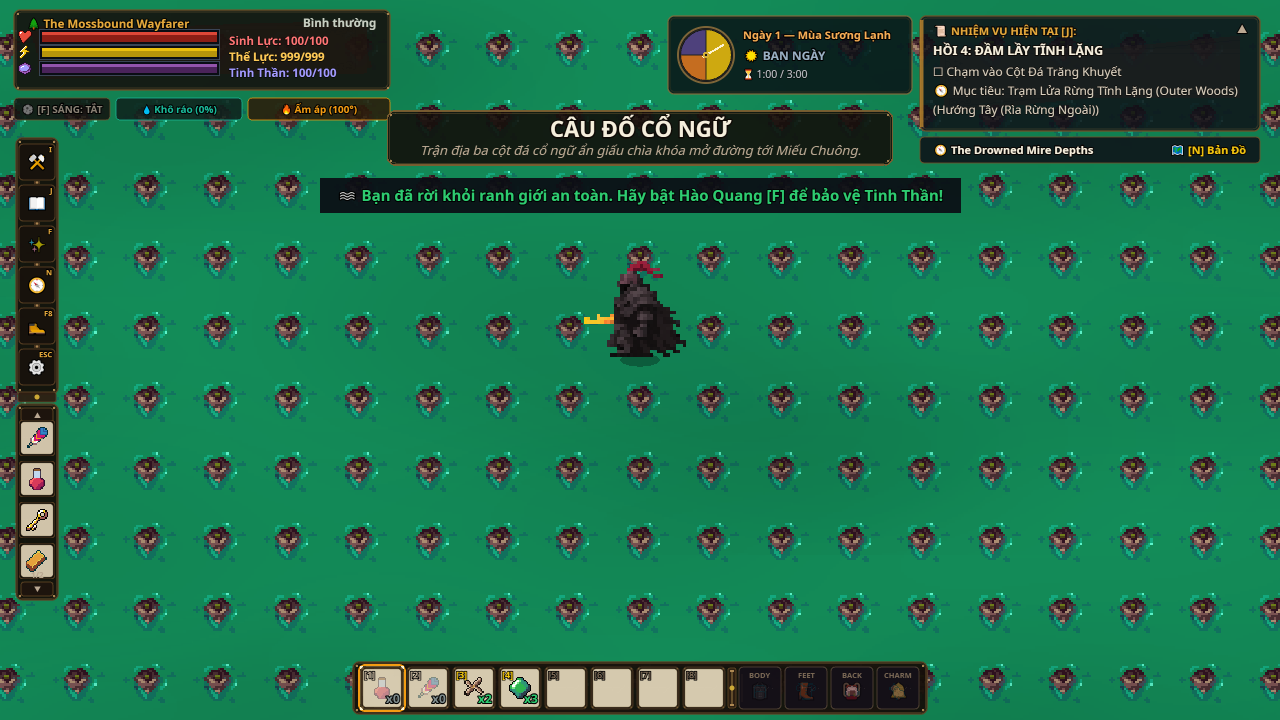 The Mossbound Wayfarer
Bình thường
Sinh Lực: 100/100
Thể Lực: 999/999
Tinh Thần: 100/100
[F] SÁNG: TẮT
Khô ráo (0%)
Ấm áp (100°)
Ngày 1 — Mùa Sương Lạnh
BAN NGÀY
1:00 / 3:00
NHIỆM VỤ HIỆN TẠI [J]:
HỒI 4: ĐẦM LẦY TĨNH LẶNG
☐ Chạm vào Cột Đá Trăng Khuyết
Mục tiêu: Trạm Lửa Rừng Tĩnh Lặng (Outer Woods)
(Hướng Tây (Rìa Rừng Ngoài))
The Drowned Mire Depths
[N] Bản Đồ
CÂU ĐỐ CỔ NGỮ
Trận địa ba cột đá cổ ngữ ẩn giấu chìa khóa mở đường tới Miếu Chuông.
Bạn đã rời khỏi ranh giới an toàn. Hãy bật Hào Quang [F] để bảo vệ Tinh Thần!
I
J
F
N
F8
ESC
[1]
x0
[2]
x0
[3]
x2
[4]
x3
[5]
[6]
[7]
[8]
BODY
FEET
BACK
CHARM